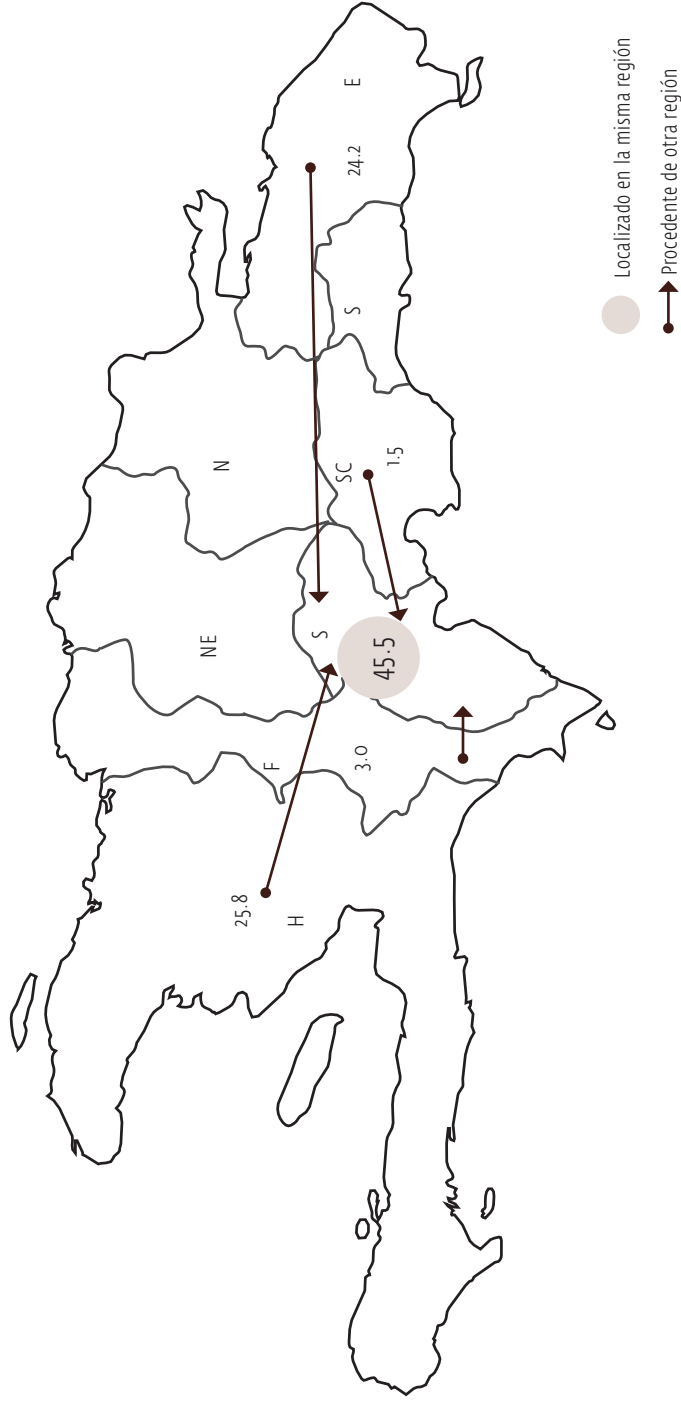 NE
N
25.8
F
H
S
SC
S
E
24.2
3.0
45.5
1.5
Localizado en la misma región
Procedente de otra región